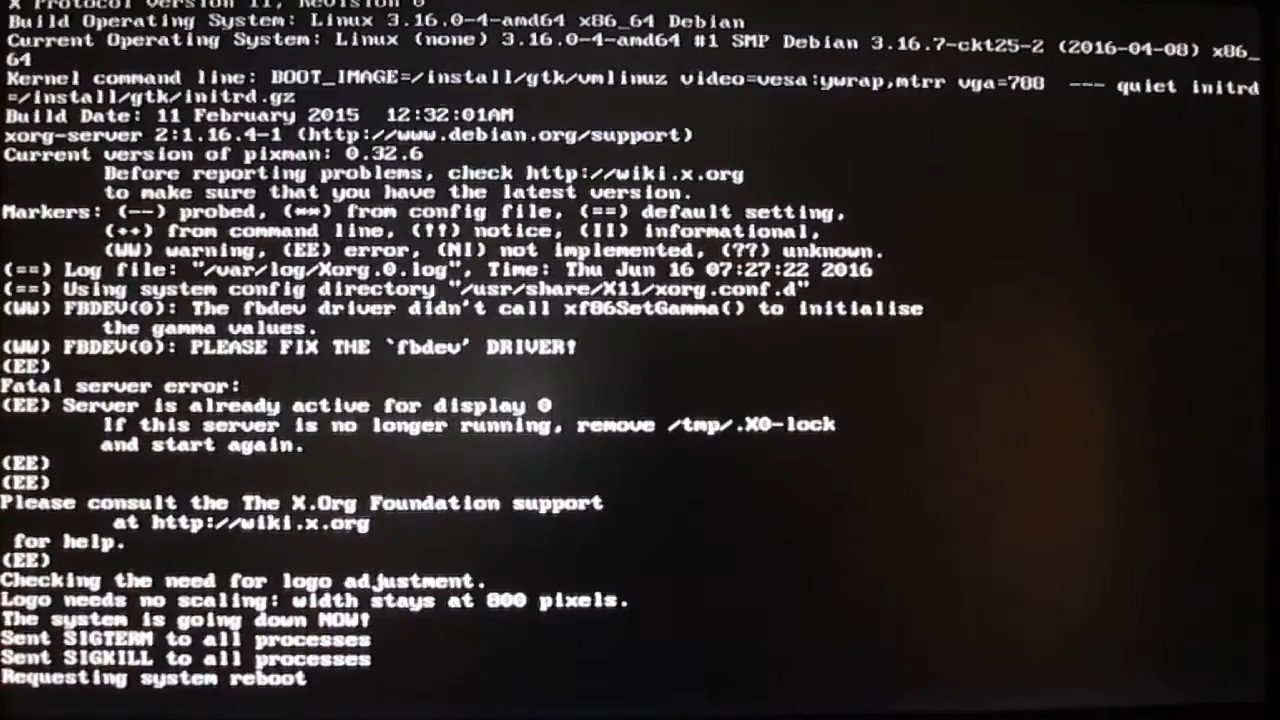 X Protocol Version 11, Revision 0
Build Operating System: Linux 3.16.0-4-amd64 x86_64 Debian
Current Operating System: Linux (none) 3.16.0-4-amd64 #1 SMP Debian 3.16.7-ckt25-2 (2016-04-08) x86_
64
Kernel command line: BOOT_IMAGE=/install/gtk/vmlinuz video=vesa:ywrap,mtrr vga=788  --- quiet initrd
=/install/gtk/initrd.gz
Build Date: 11 February 2015  12:32:01AM
xorg-server 2:1.16.4-1 (http://www.debian.org/support)
Current version of pixman: 0.32.6
Before reporting problems, check http://wiki.x.org
to make sure that you have the latest version.
Markers: (--) probed, (**) from config file, (==) default setting,
(++) from command line, (!!) notice, (II) informational,
(WW) warning, (EE) error, (NI) not implemented, (??) unknown.
(==) Log file: "/var/log/Xorg.0.log", Time: Thu Jun 16 07:27:22 2016
(==) Using system config directory "/usr/share/X11/xorg.conf.d"
(WW) FBDEV(0): The fbdev driver didn't call xf86SetGamma() to initialise
the gamma values.
(WW) FBDEV(0): PLEASE FIX THE `fbdev' DRIVER!
(EE)
Fatal server error:
(EE) Server is already active for display 0
If this server is no longer running, remove /tmp/.X0-lock
and start again.
(EE)
(EE)
Please consult the The X.Org Foundation support
at http://wiki.x.org
for help.
(EE)
Checking the need for logo adjustment.
Logo needs no scaling: width stays at 800 pixels.
The system is going down NOW!
Sent SIGTERM to all processes
Sent SIGKILL to all processes
Requesting system reboot